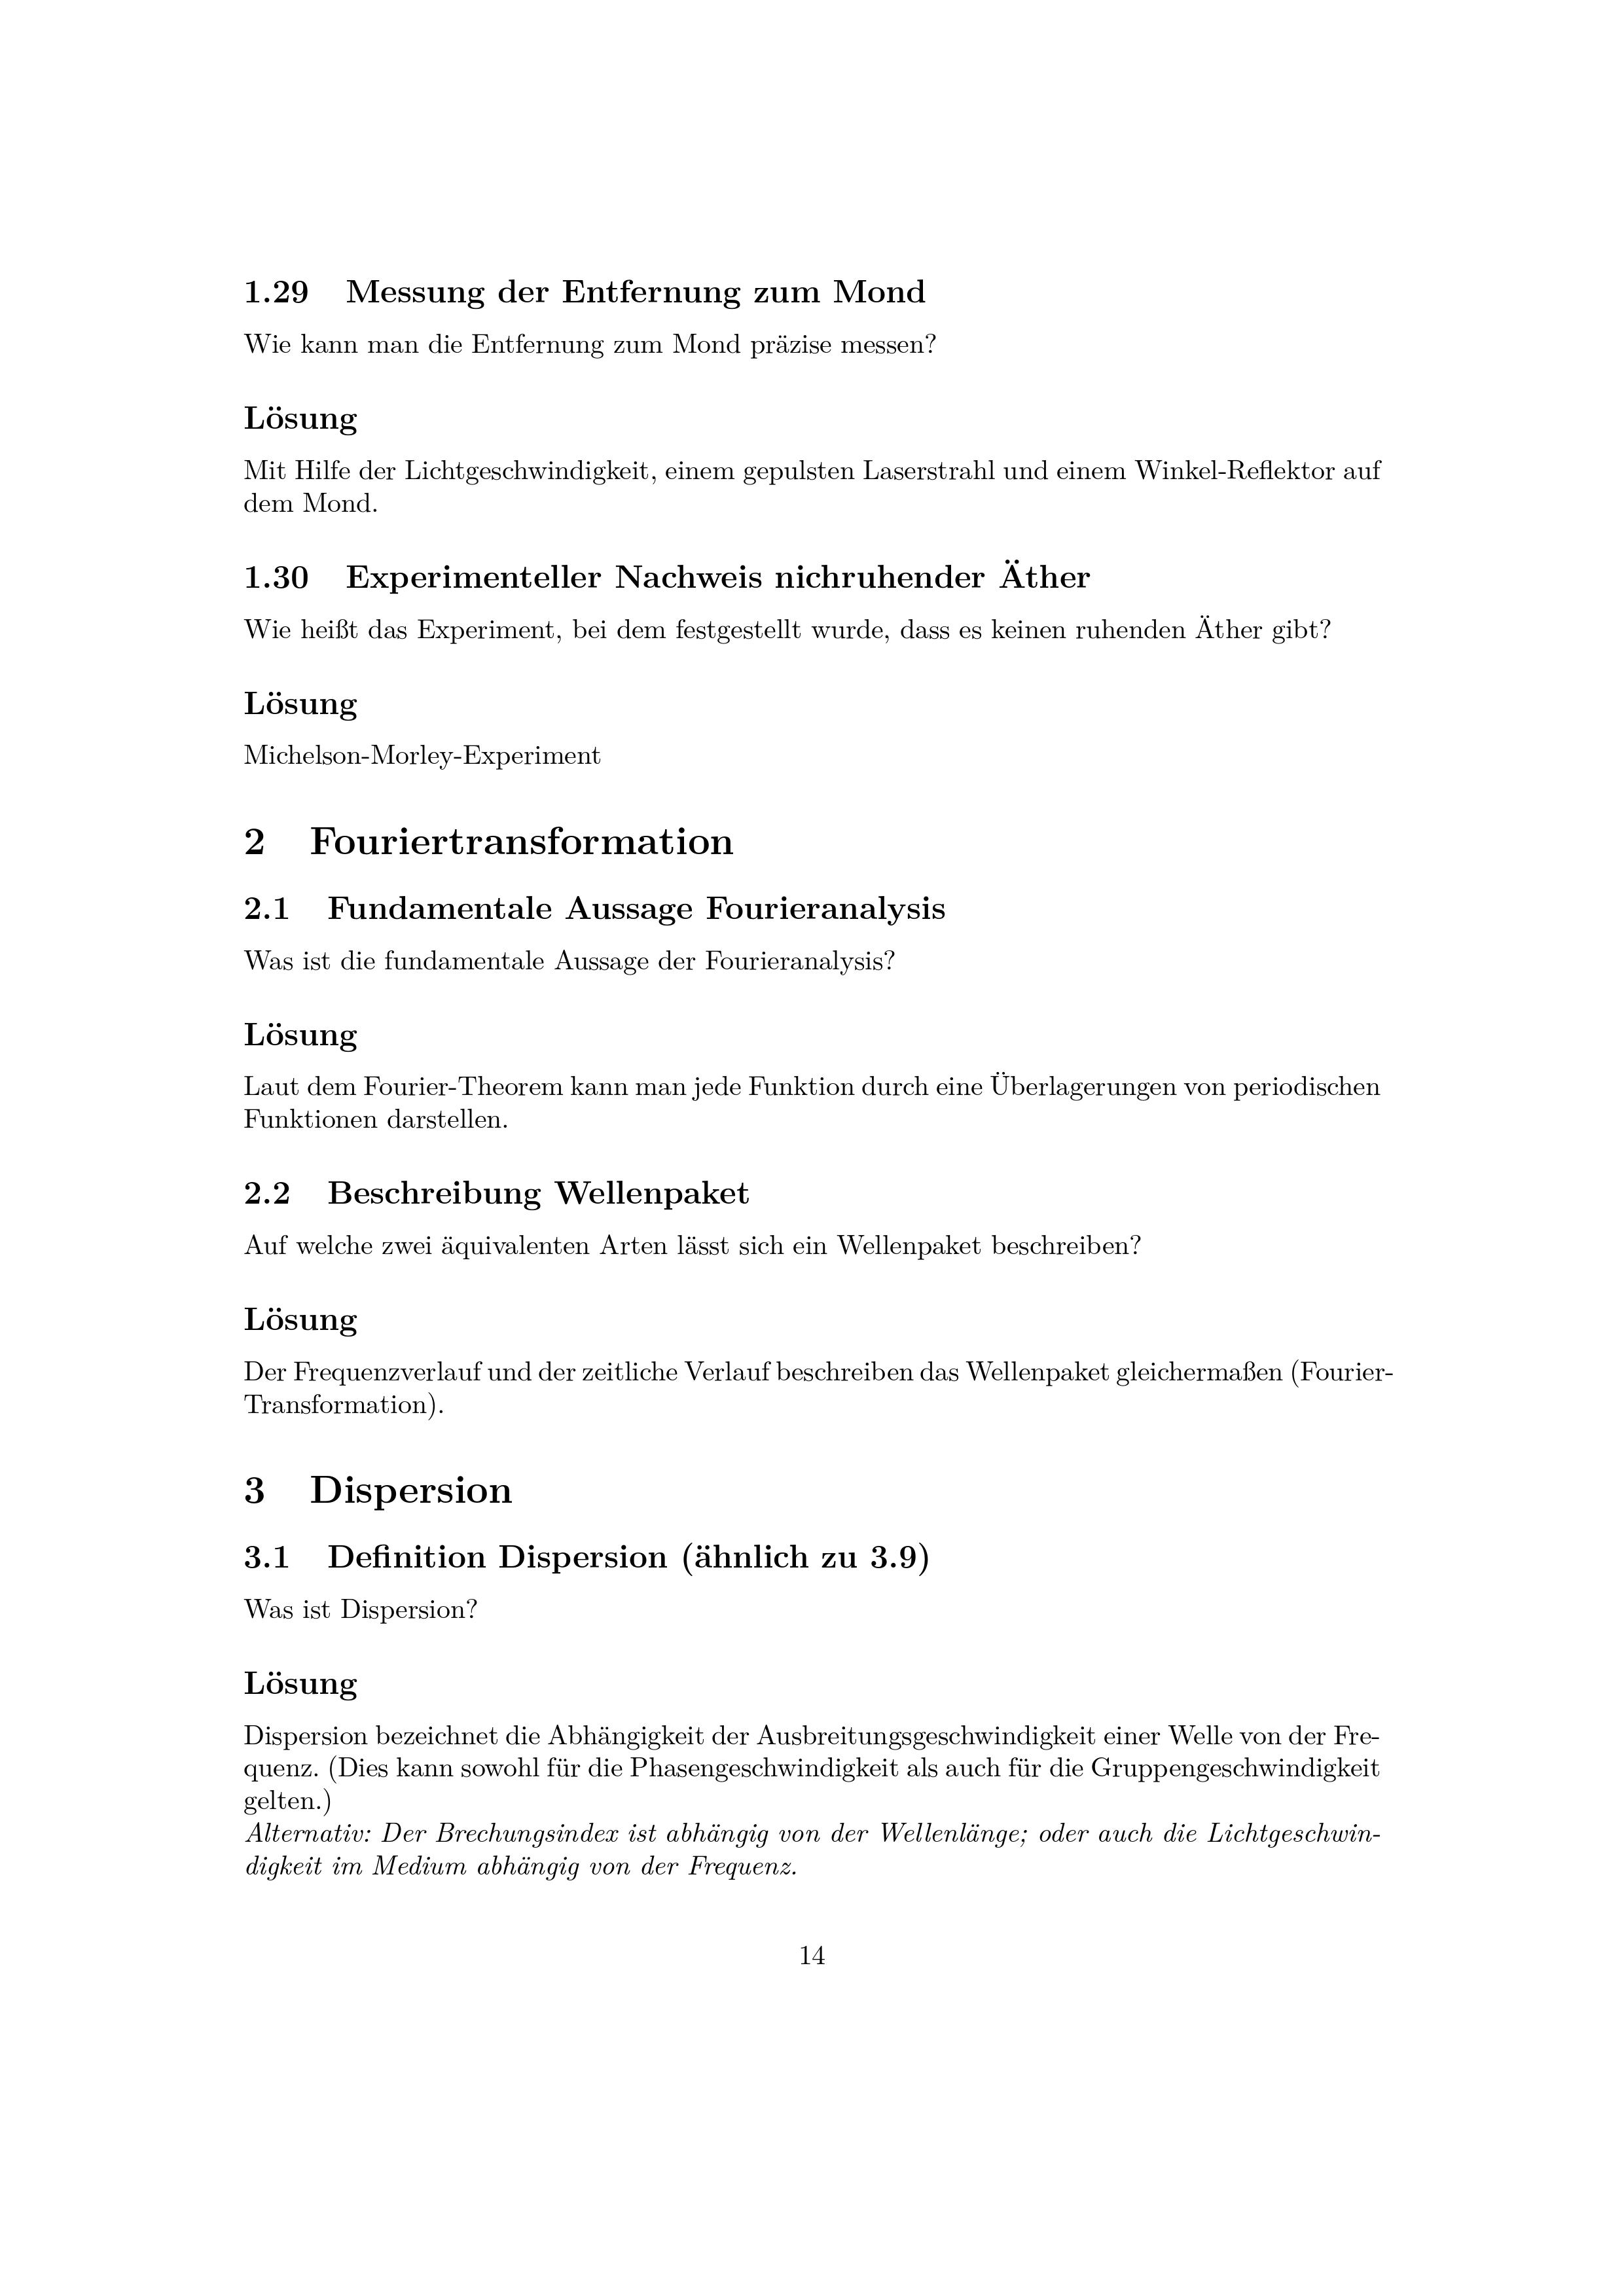 1.29 Messung der Entfernung zum Mond
Wie kann man die Entfernung zum Mond präzise messen?
Lösung
Mit Hilfe der Lichtgeschwindigkeit, einem gepulsten Laserstrahl und einem Winkel-Reflektor auf
dem Mond.
1.30 Experimenteller Nachweis nichruhender Äther
Wie heißt das Experiment, bei dem festgestellt wurde, dass es keinen ruhenden Äther gibt?
Lösung
Michelson-Morley-Experiment
2 Fouriertransformation
2.1 Fundamentale Aussage Fourieranalysis
Was ist die fundamentale Aussage der Fourieranalysis?
Lösung
Laut dem Fourier-Theorem kann man jede Funktion durch eine Überlagerungen von periodischen
Funktionen darstellen.
2.2 Beschreibung Wellenpaket
Auf welche zwei äquivalenten Arten lässt sich ein Wellenpaket beschreiben?
Lösung
Der Frequenzverlauf und der zeitliche Verlauf beschreiben das Wellenpaket gleichermaßen (Fourier-
Transformation).
3 Dispersion
3.1 Definition Dispersion (ähnlich zu 3.9)
Was ist Dispersion?
Lösung
Dispersion bezeichnet die Abhängigkeit der Ausbreitungsgeschwindigkeit einer Welle von der Fre-
quenz. (Dies kann sowohl für die Phasengeschwindigkeit als auch für die Gruppengeschwindigkeit
gelten.)
Alternativ: Der Brechungsindex ist abhängig von der Wellenlänge; oder auch die Lichtgeschwin-
digkeit im Medium abhängig von der Frequenz.
14